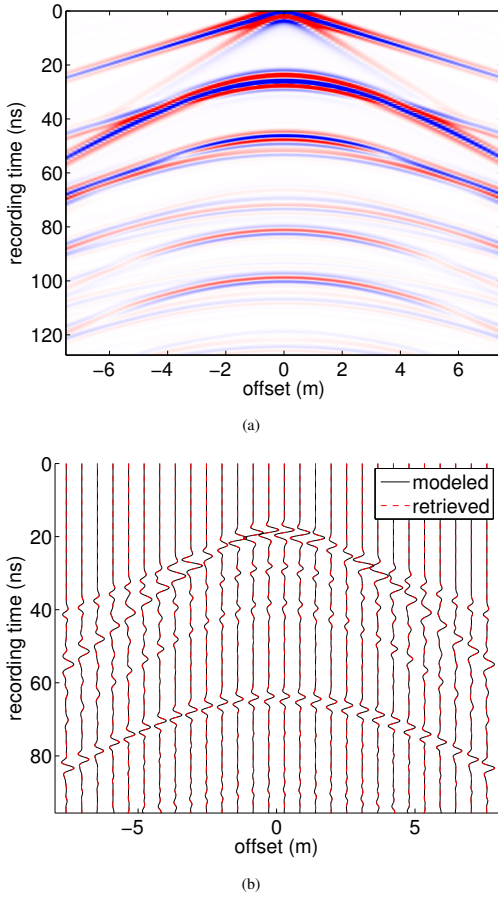 0
20
40
60
80
100
120
recording time (ns)
−6 −4 −2 0 2 4 6
offset (m)
(a)
0
20
40
60
80
recording time (ns)
modeled
retrieved
−5 0 5
offset (m)
(b)